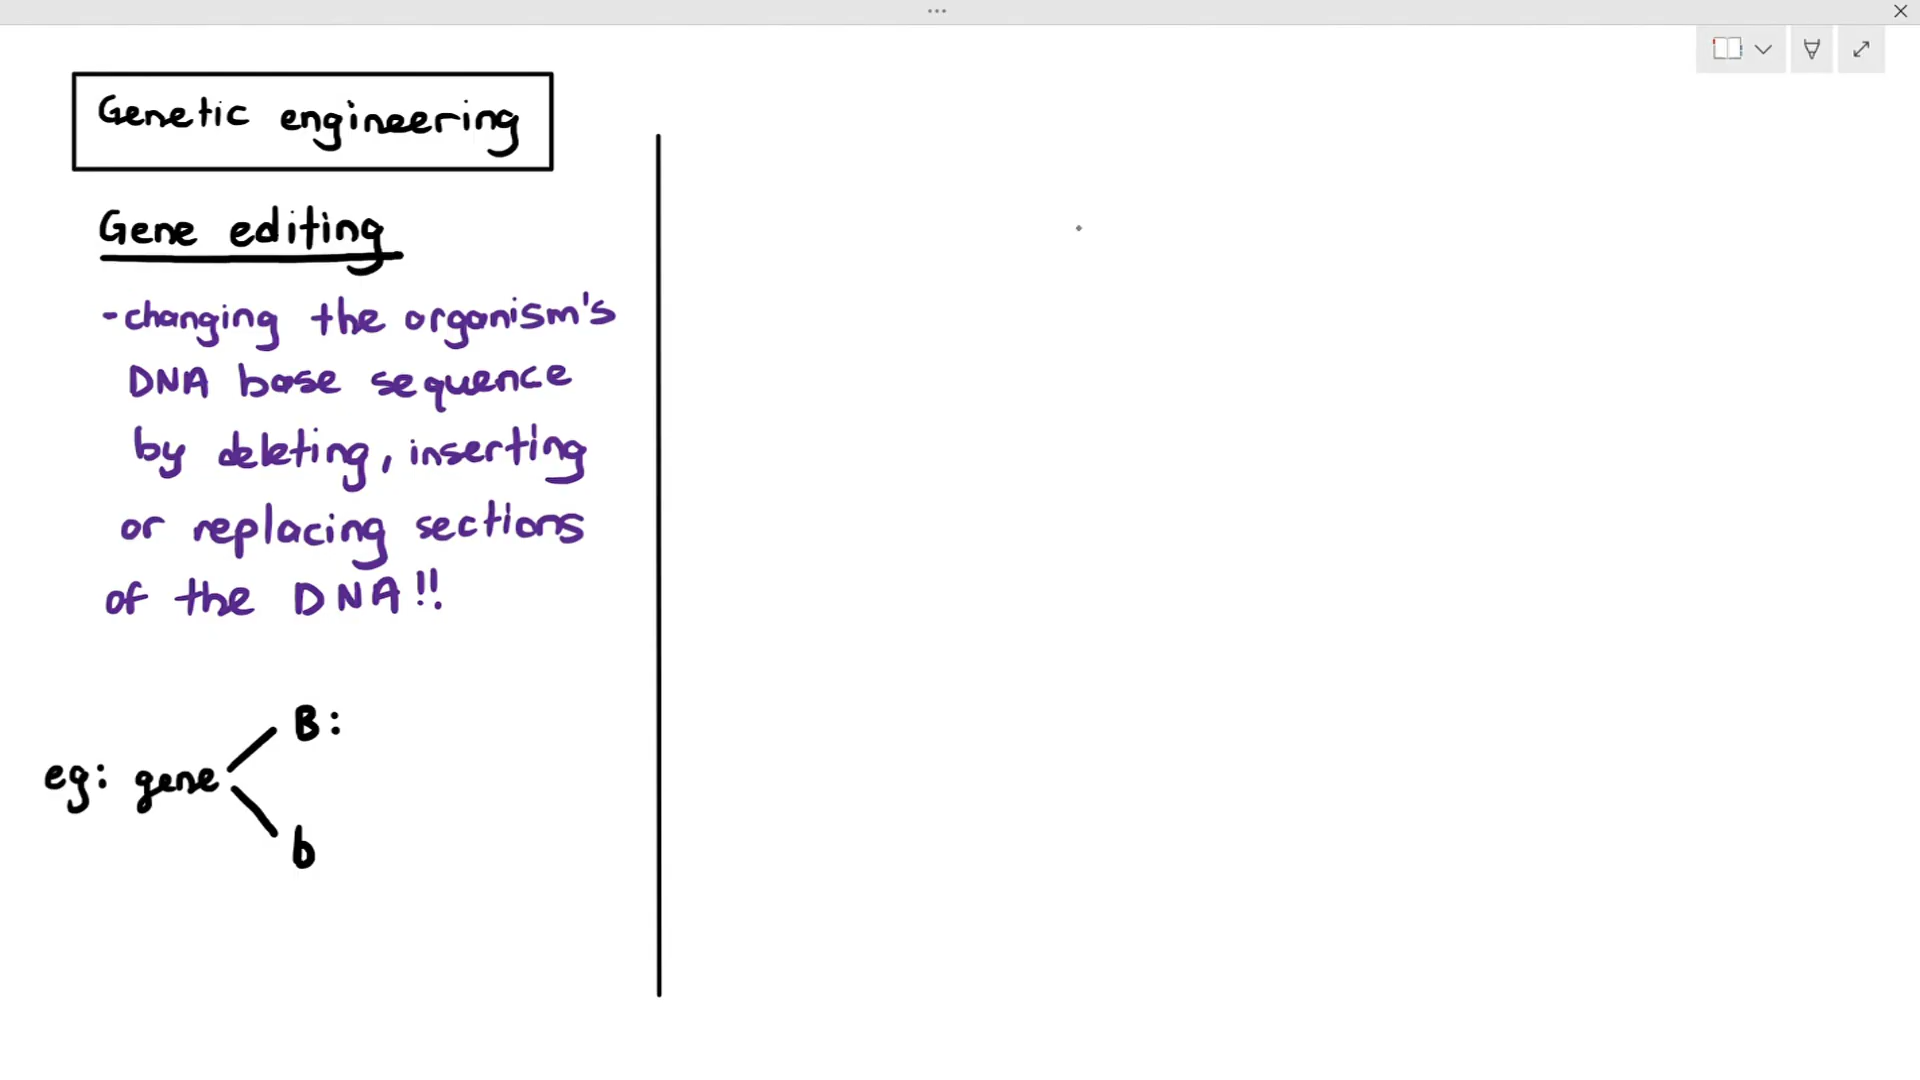 Genetic engineering
Gene editing
-changing the organism's
DNA base sequence
by deleting, inserting
or replacing sections
of the DNA!!
B:
eg: gene
b